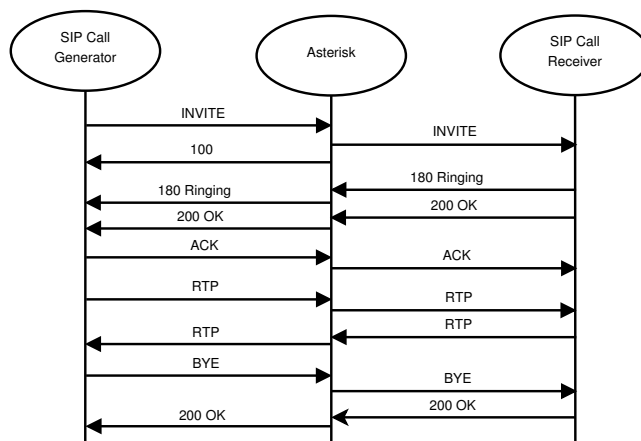 SIP Call
Generator
Asterisk
SIP Call
Receiver
INVITE
INVITE
100
180 Ringing
180 Ringing
200 OK
200 OK
ACK
ACK
RTP
RTP
RTP
RTP
BYE
BYE
200 OK
200 OK